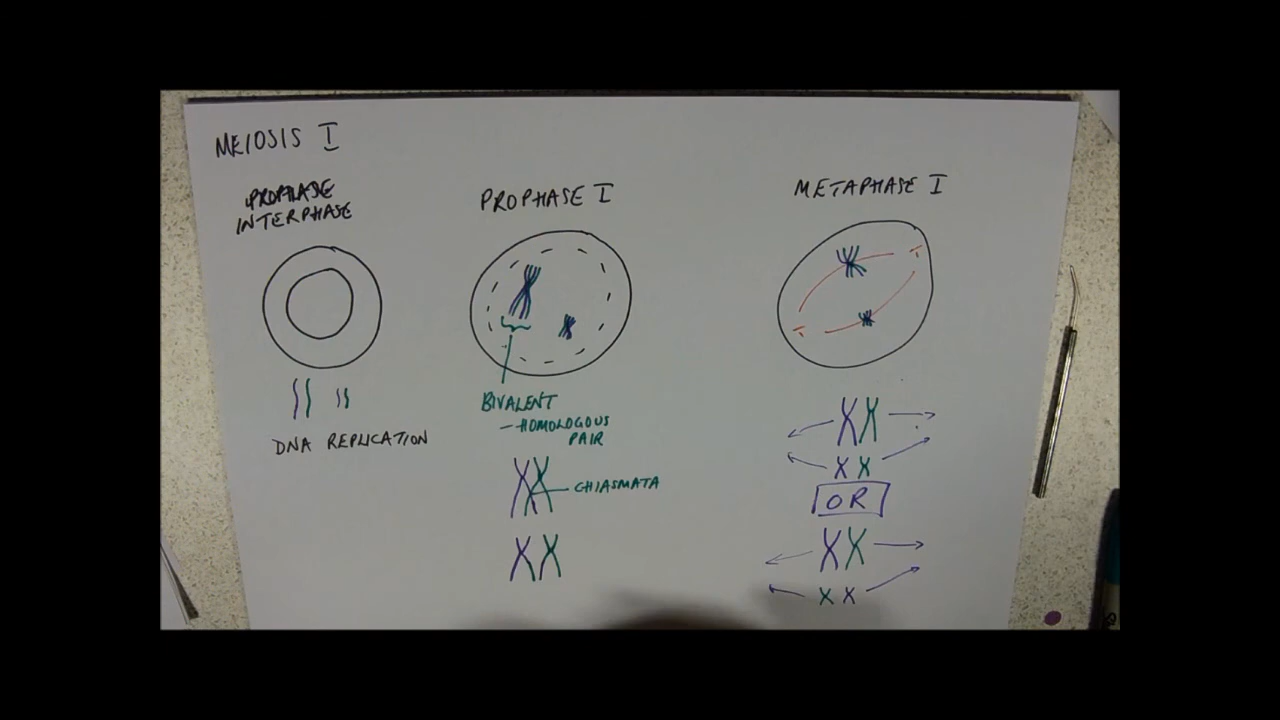 MEIOSIS I
PROPHASE
INTERPHASE
DNA REPLICATION
PROPHASE I
BIVALENT
— HOMOLOGOUS
PAIR
CHIASMATA
METAPHASE I
OR